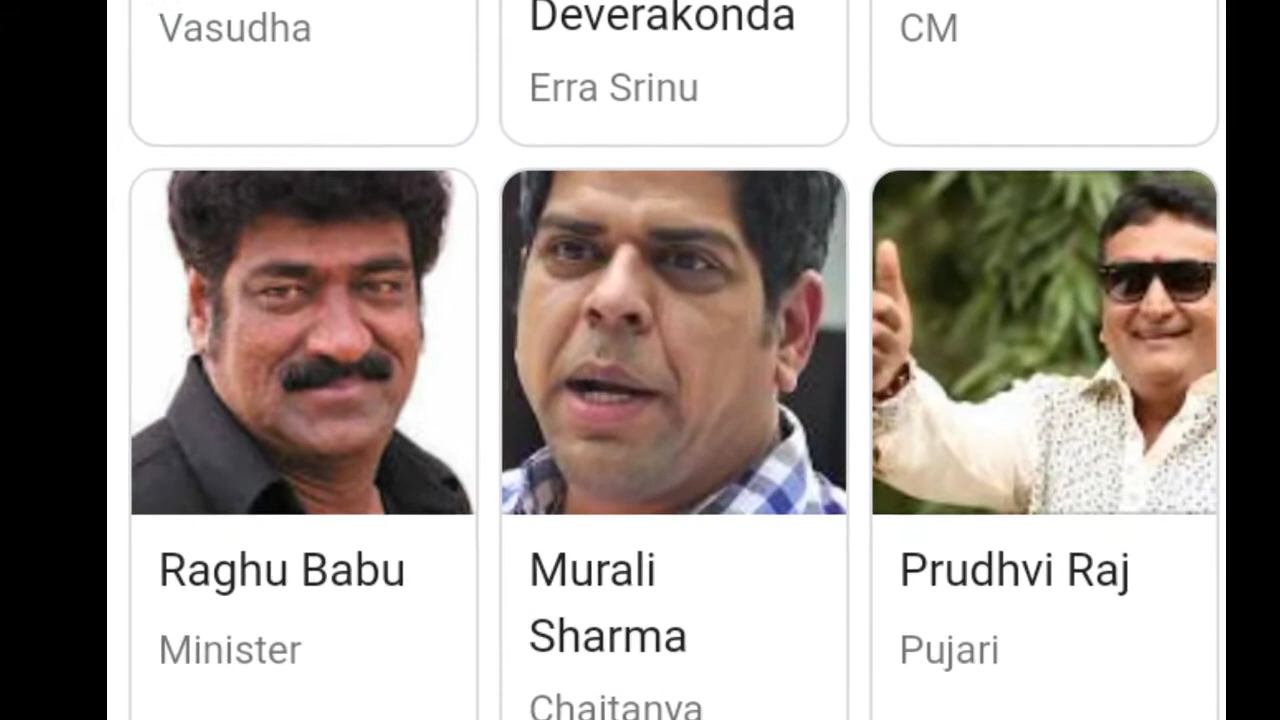 Vasudha
Deverakonda
Erra Srinu
CM
Raghu Babu
Minister
Murali
Sharma
Chaitanya
Prudhvi Raj
Pujari